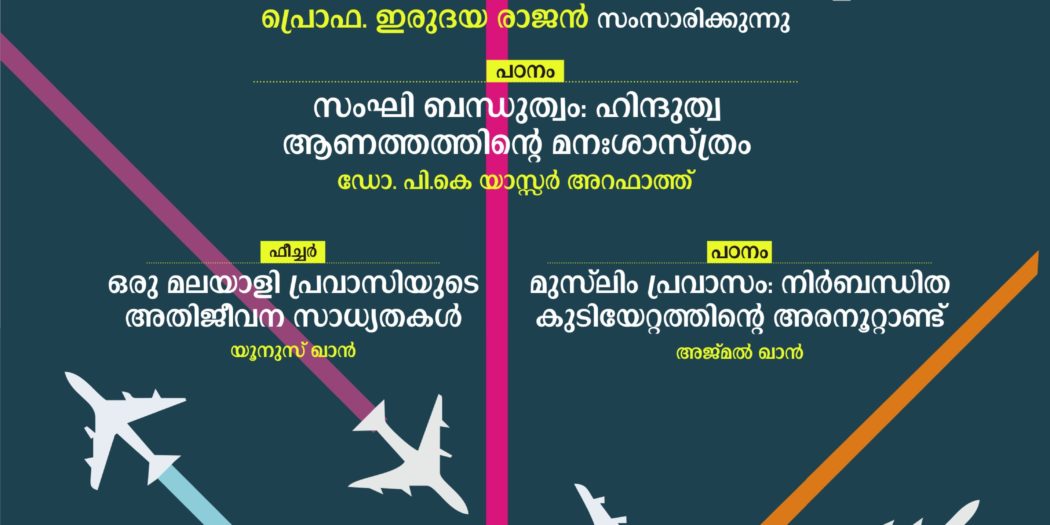 പ്രൊഫ. ഇരുദയ രാജൻ സംസാരിക്കുന്നു
പഠനം
സംഘി ബന്ധുത്വം: ഹിന്ദുത്വ
ആണത്തത്തിന്റെ മനഃശാസ്ത്രം
ഡോ. പി.കെ യാസ്സർ അറഫാത്ത്
ഫീച്ചർ
ഒരു മലയാളി പ്രവാസിയുടെ
അതിജീവന സാധ്യതകൾ
യൂനുസ് ഖാൻ
പഠനം
മുസ്‌ലിം പ്രവാസം: നിർബന്ധിത
കുടിയേറ്റത്തിന്റെ അരനൂറ്റാണ്ട്
അജ്മൽ ഖാൻ